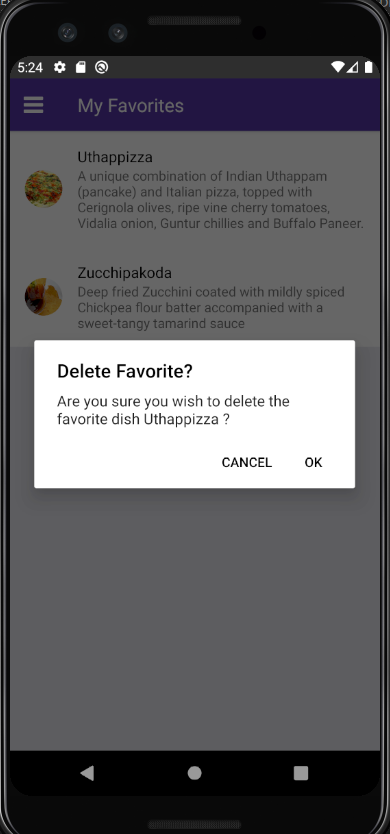 5:24
My Favorites
Uthappizza
A unique combination of Indian Uthappam
(pancake) and Italian pizza, topped with
Cerignola olives, ripe vine cherry tomatoes,
Vidalia onion, Guntur chillies and Buffalo Paneer.
Zucchipakoda
Deep fried Zucchini coated with mildly spiced
Chickpea flour batter accompanied with a
sweet-tangy tamarind sauce
Delete Favorite?
Are you sure you wish to delete the
favorite dish Uthappizza ?
CANCEL OK